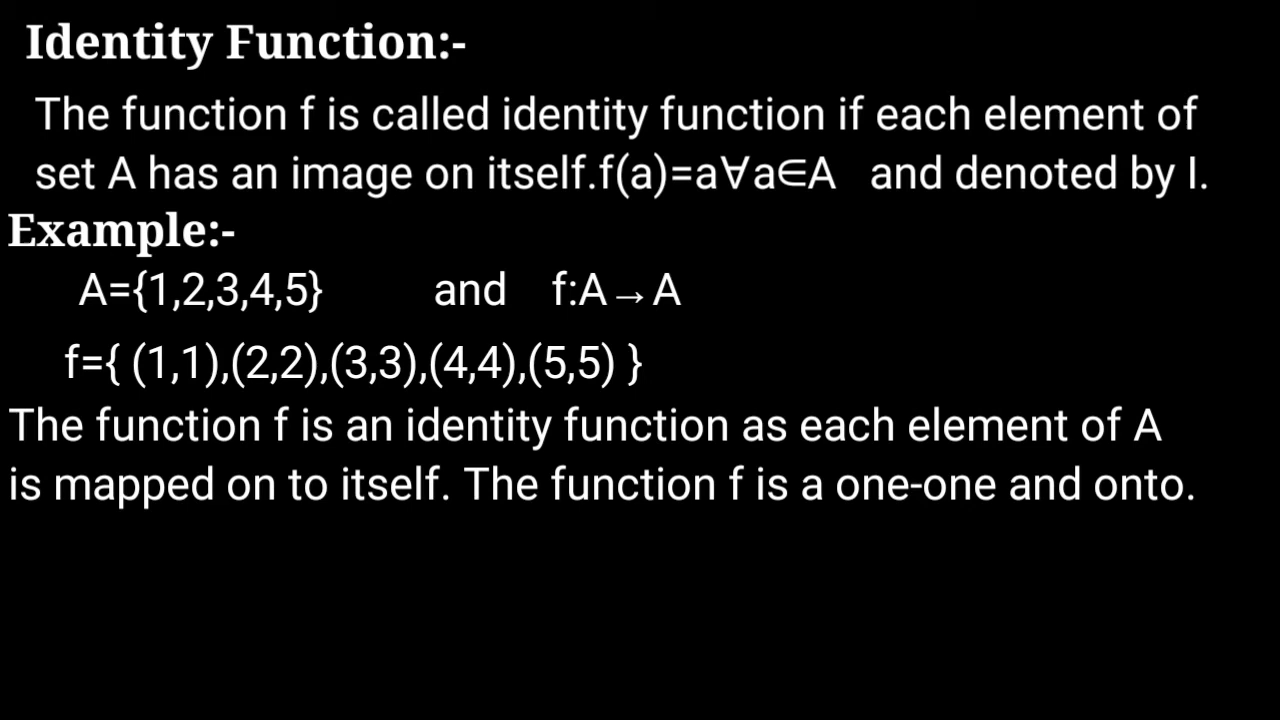 Identity Function:-
The function f is called identity function if each element of
set A has an image on itself.f(a)=a∀a∈A and denoted by I.
Example:-
A={1,2,3,4,5} and f:A→A
f={ (1,1),(2,2),(3,3),(4,4),(5,5) }
The function f is an identity function as each element of A
is mapped on to itself. The function f is a one-one and onto.